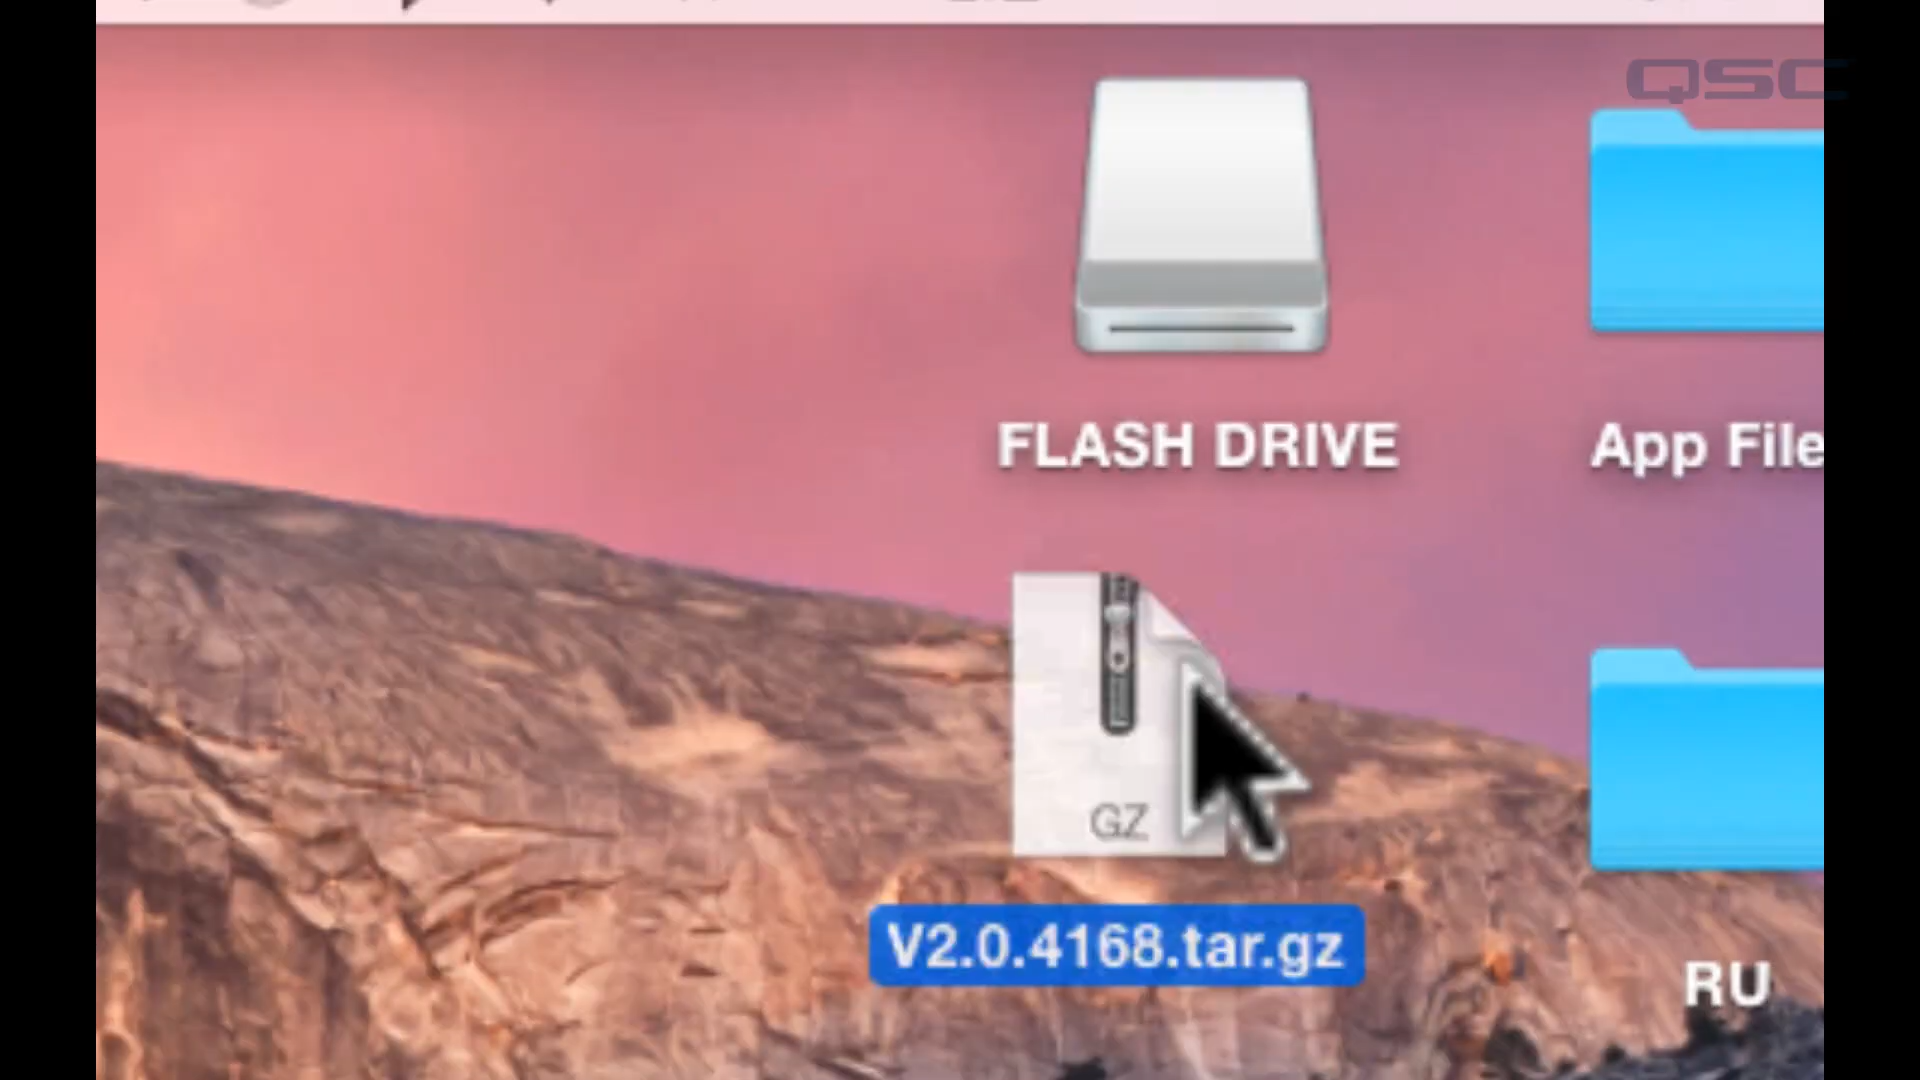 QSC
FLASH DRIVE
App File
GZ
V2.0.4168.tar.gz
RU